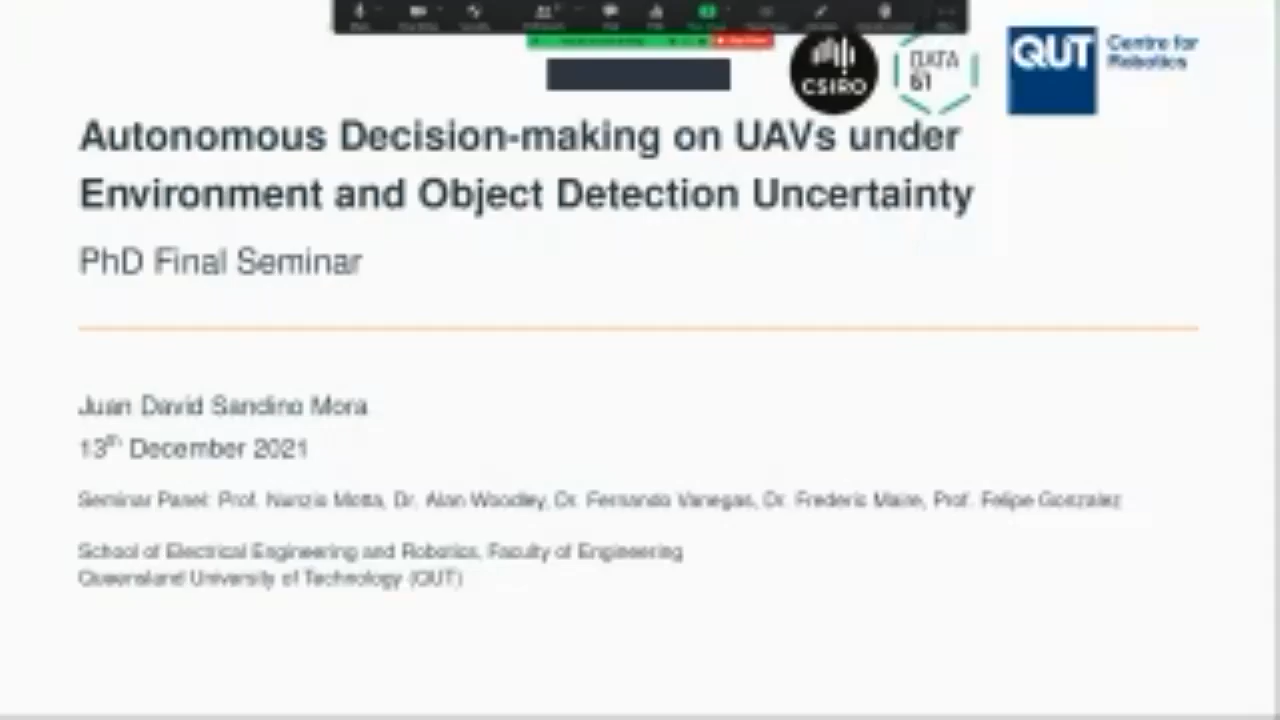 CSIRO
DATA
61
QUT
Centre for
Robotics
Autonomous Decision-making on UAVs under
Environment and Object Detection Uncertainty
PhD Final Seminar
Juan David Sandino Mora
13th December 2021
Seminar Panel: Prof. Nunzio Motta, Dr. Alan Woodley, Dr. Fernando Vanegas, Dr. Frederic Maire, Prof. Felipe Gonzalez
School of Electrical Engineering and Robotics, Faculty of Engineering
Queensland University of Technology (QUT)